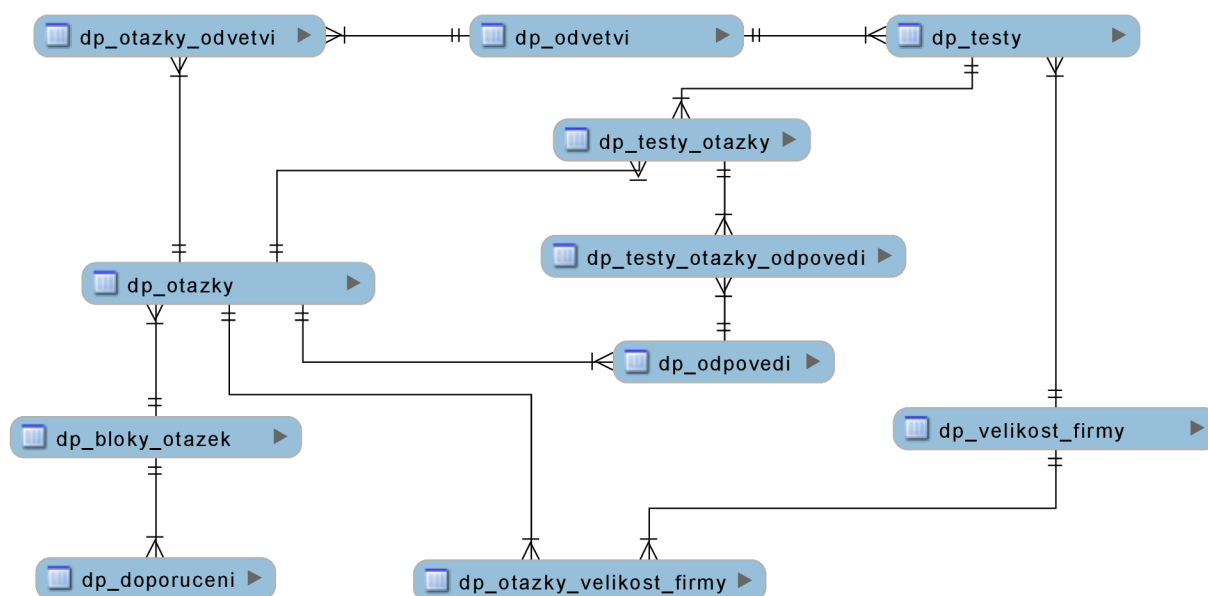 dp_otazky_odvetvi
dp_odvetvi
dp_testy
dp_testy_otazky
dp_testy_otazky_odpovedi
dp_otazky
dp_odpovedi
dp_bloky_otazek
dp_velikost_firmy
dp_doporuceni
dp_otazky_velikost_firmy